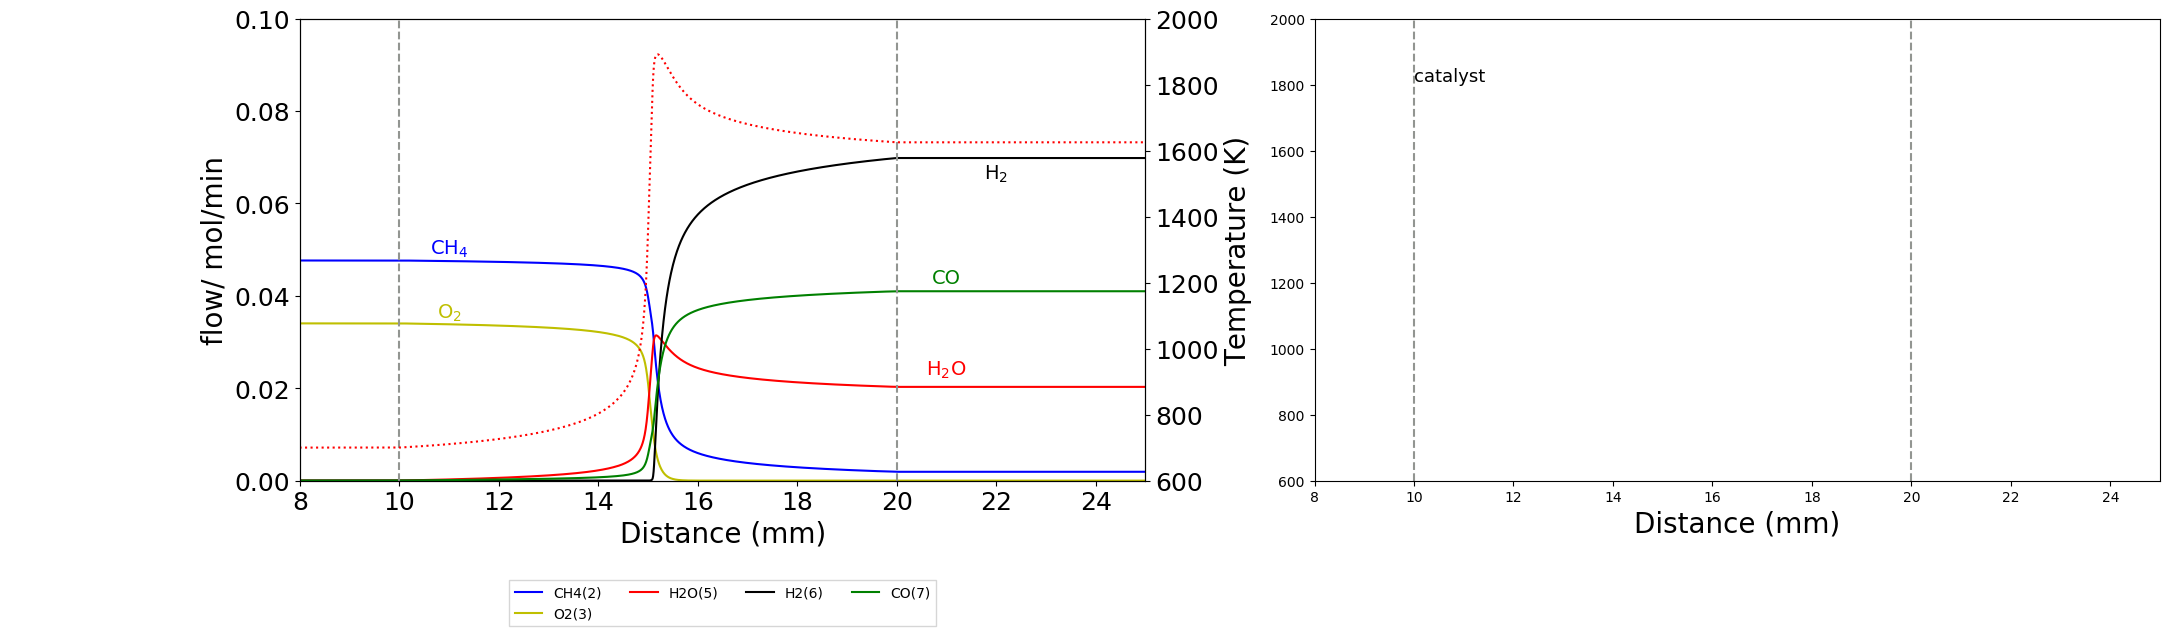 0.10
0.08
0.06
0.04
0.02
0.00
flow/ mol/min
CH4
O2
H2
CO
H2O
2000
1800
1600
1400
1200
1000
800
600
Temperature (K)
8 10 12 14 16 18 20 22 24
Distance (mm)
CH4(2) H2O(5) H2(6) CO(7)
O2(3)
2000
1800
1600
1400
1200
1000
800
600
catalyst
8 10 12 14 16 18 20 22 24
Distance (mm)